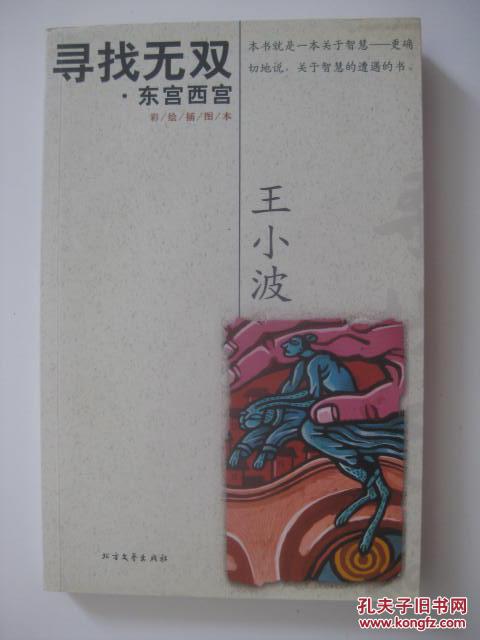 寻找无双
·东宫西宫
彩/绘/插/图/本
本书就是一本关于智慧——更确
切地说，关于智慧的遭遇的书。
王小波
北方文艺出版社
孔夫子旧书网
kongfz.com